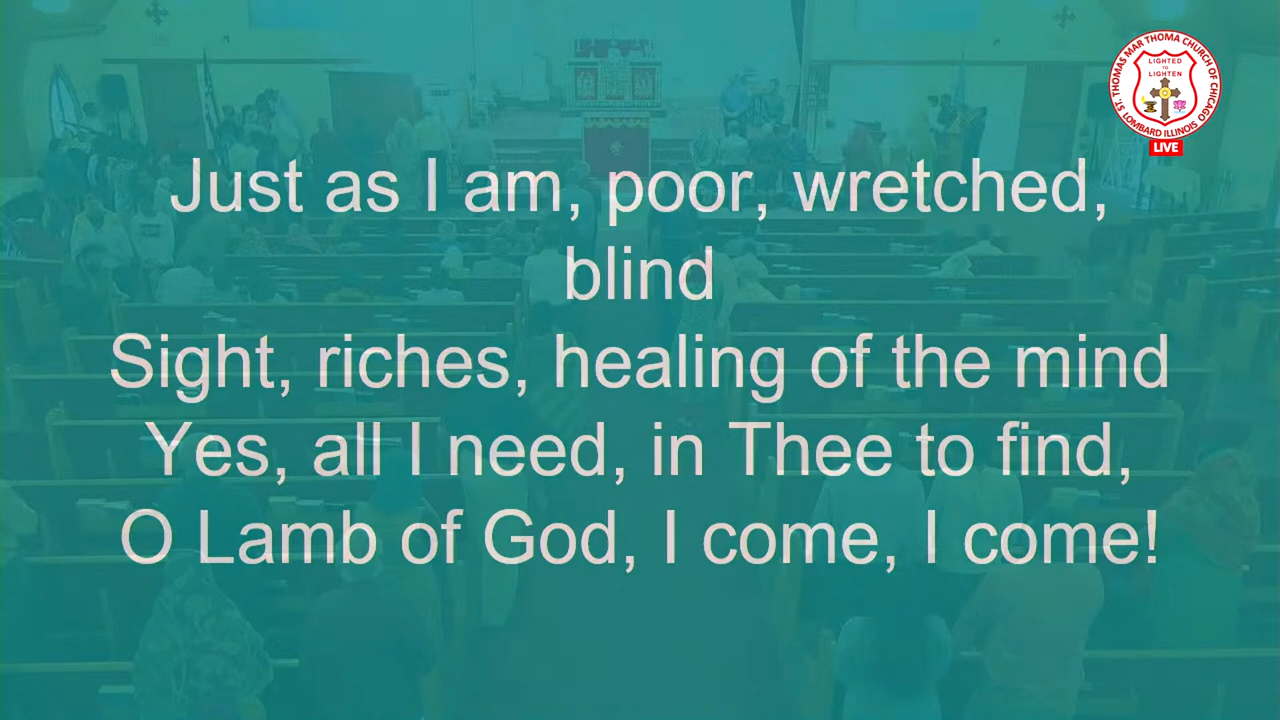 ST. THOMAS MAR THOMA CHURCH OF CHICAGO
LIGHTED
TO
LIGHTEN
LOMBARD ILLINOIS
LIVE
Just as I am, poor, wretched,
blind
Sight, riches, healing of the mind
Yes, all I need, in Thee to find,
O Lamb of God, I come, I come!